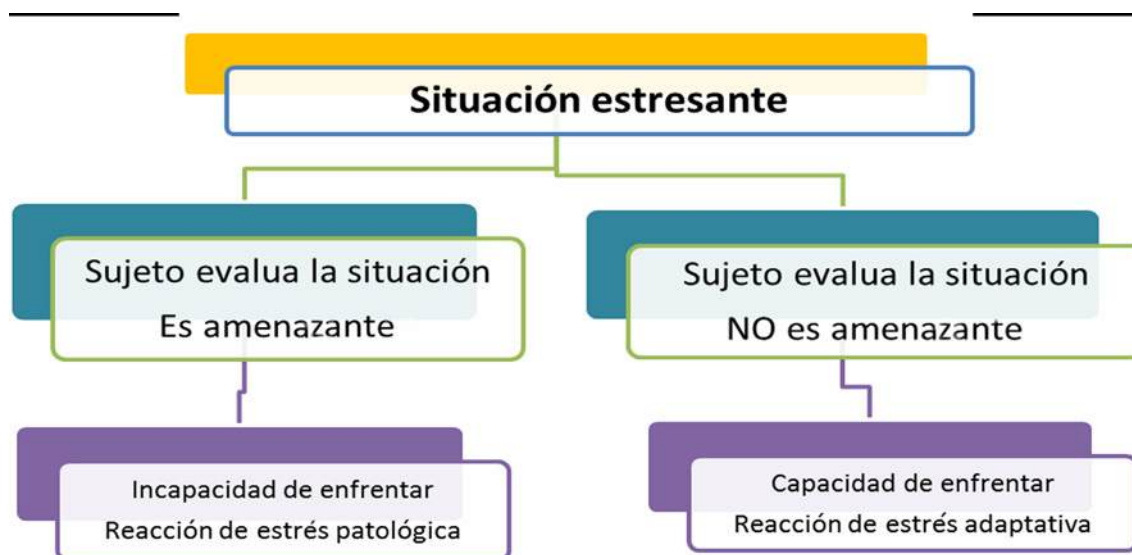 Situación estresante
Sujeto evalua la situación
Es amenazante
Sujeto evalua la situación
NO es amenazante
Incapacidad de enfrentar
Reacción de estrés patológica
Capacidad de enfrentar
Reacción de estrés adaptativa